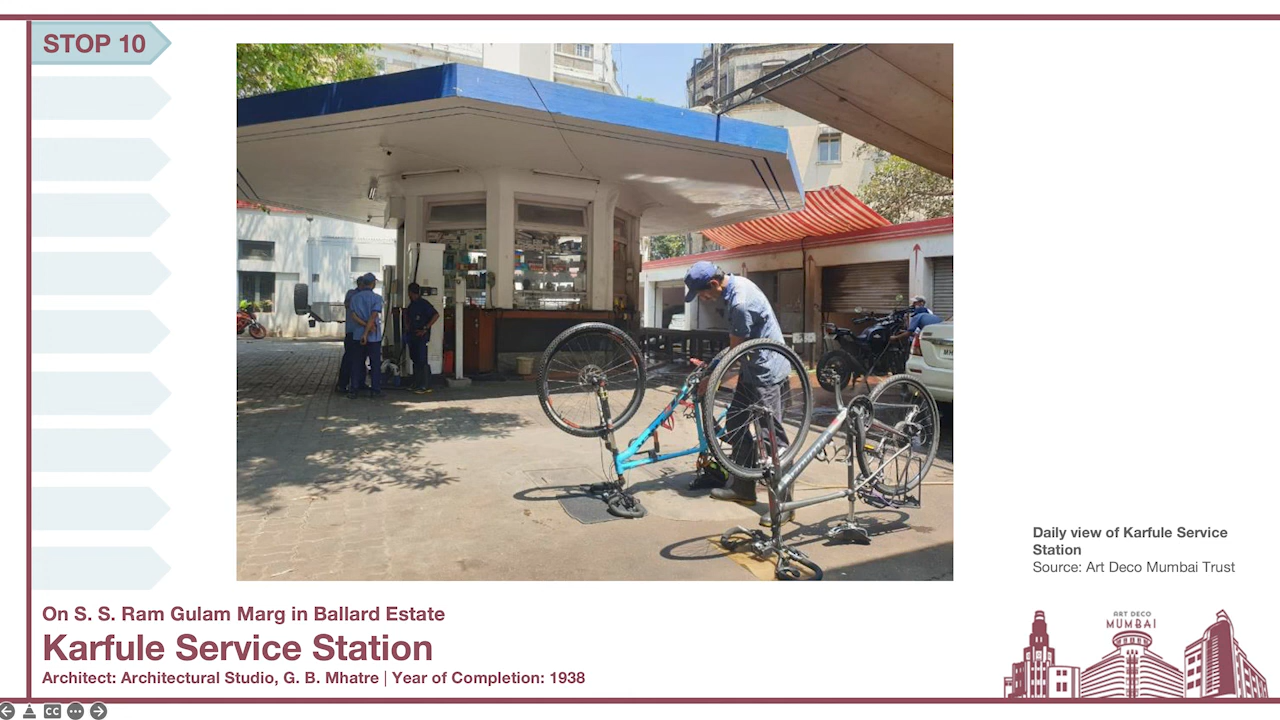 STOP 10
Daily view of Karfule Service
Station
Source: Art Deco Mumbai Trust
On S. S. Ram Gulam Marg in Ballard Estate
Karfule Service Station
Architect: Architectural Studio, G. B. Mhatre | Year of Completion: 1938
ART DECO
MUMBAI
CC